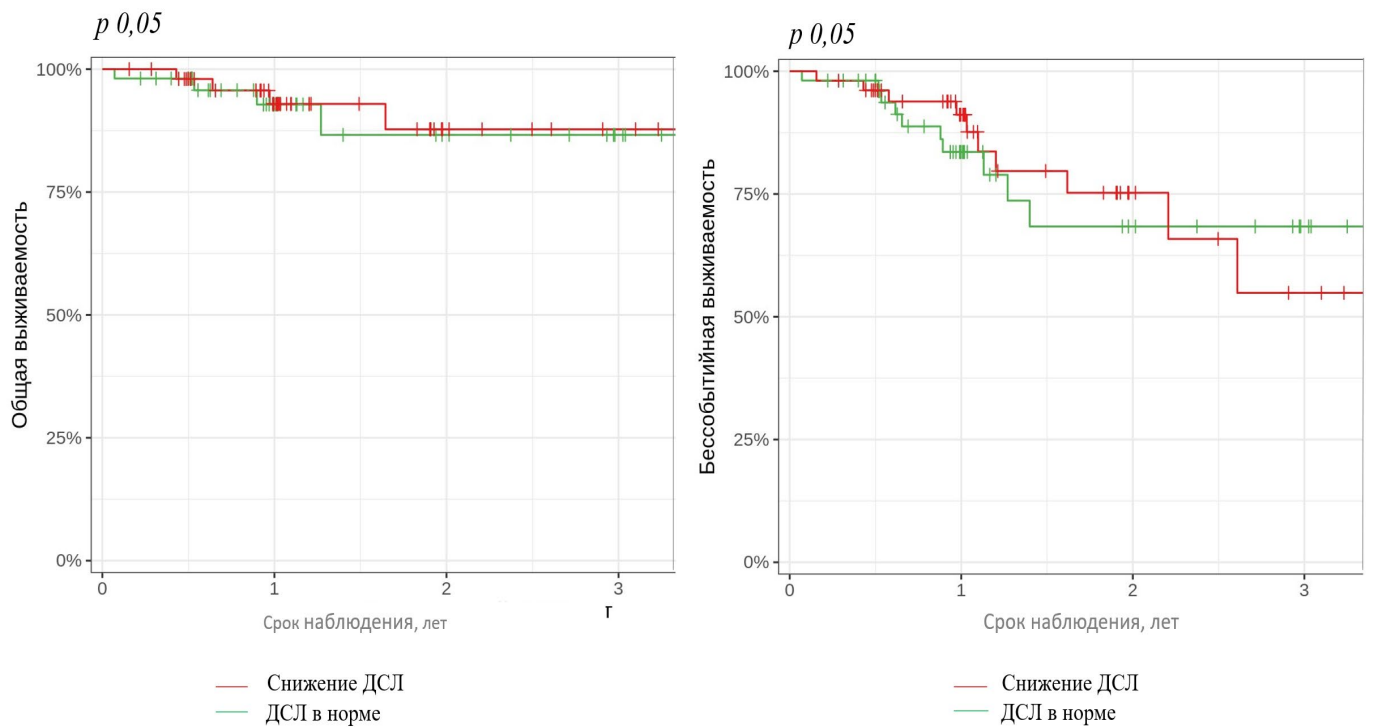 p 0,05
100%
75%
50%
25%
0%
Общая выживаемость
0 1 2 3
г
Срок наблюдения, лет
Снижение ДСЛ
ДСЛ в норме
p 0,05
100%
75%
50%
25%
0%
Бессобытийная выживаемость
0 1 2 3
Срок наблюдения, лет
Снижение ДСЛ
ДСЛ в норме